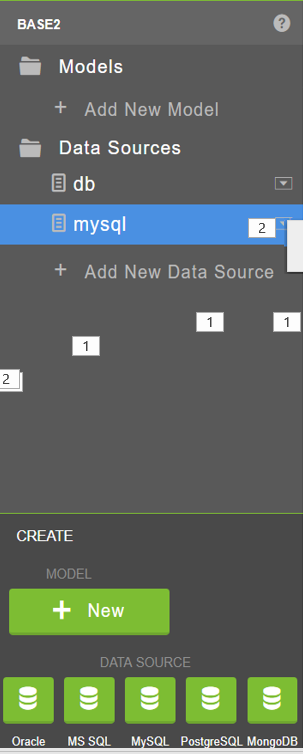 BASE2
?
Models
+ Add New Model
Data Sources
db
mysql
2
+ Add New Data Source
1 1
1
2
CREATE
MODEL
+ New
DATA SOURCE
Oracle MS SQL MySQL PostgreSQL MongoDB